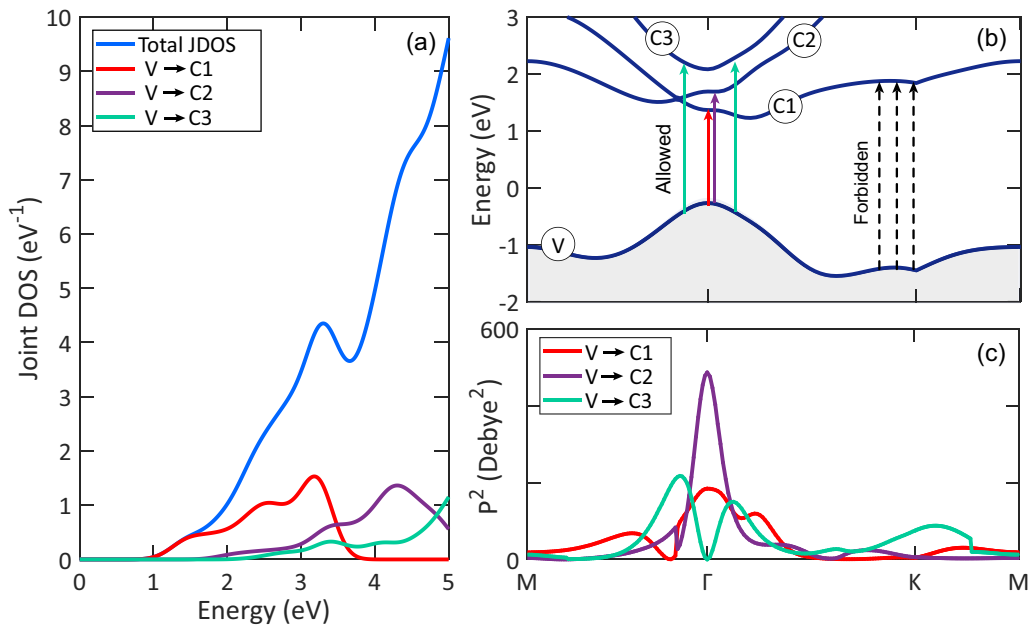 (a)
Total JDOS
V → C1
V → C2
V → C3
Joint DOS (eV⁻¹)
10
9
8
7
6
5
4
3
2
1
0
0 1 2 3 4 5
Energy (eV)
(b)
Energy (eV)
3
2
1
0
-1
-2
C3
C2
C1
V
Allowed
Forbidden
(c)
V → C1
V → C2
V → C3
P² (Debye²)
600
0
M Γ K M